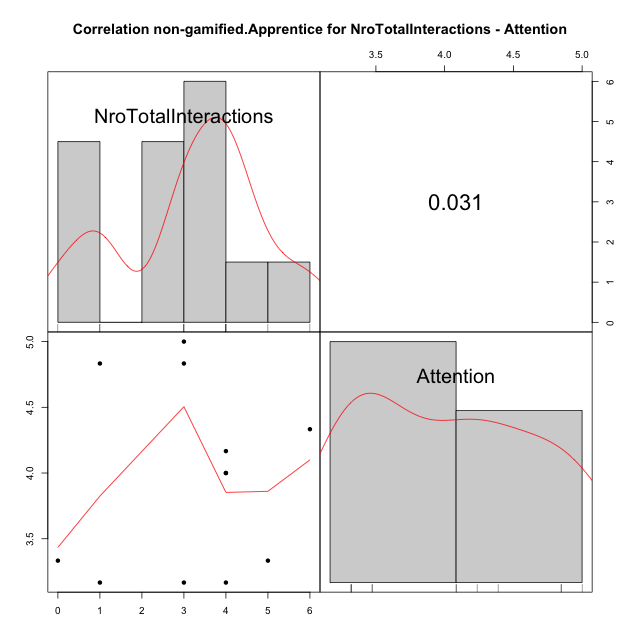 Correlation non-gamified.Apprentice for NroTotalInteractions - Attention
3.5 4.0 4.5 5.0
NroTotalInteractions
0.031
6
5
4
3
2
1
0
5.0
4.5
4.0
3.5
Attention
0 1 2 3 4 5 6